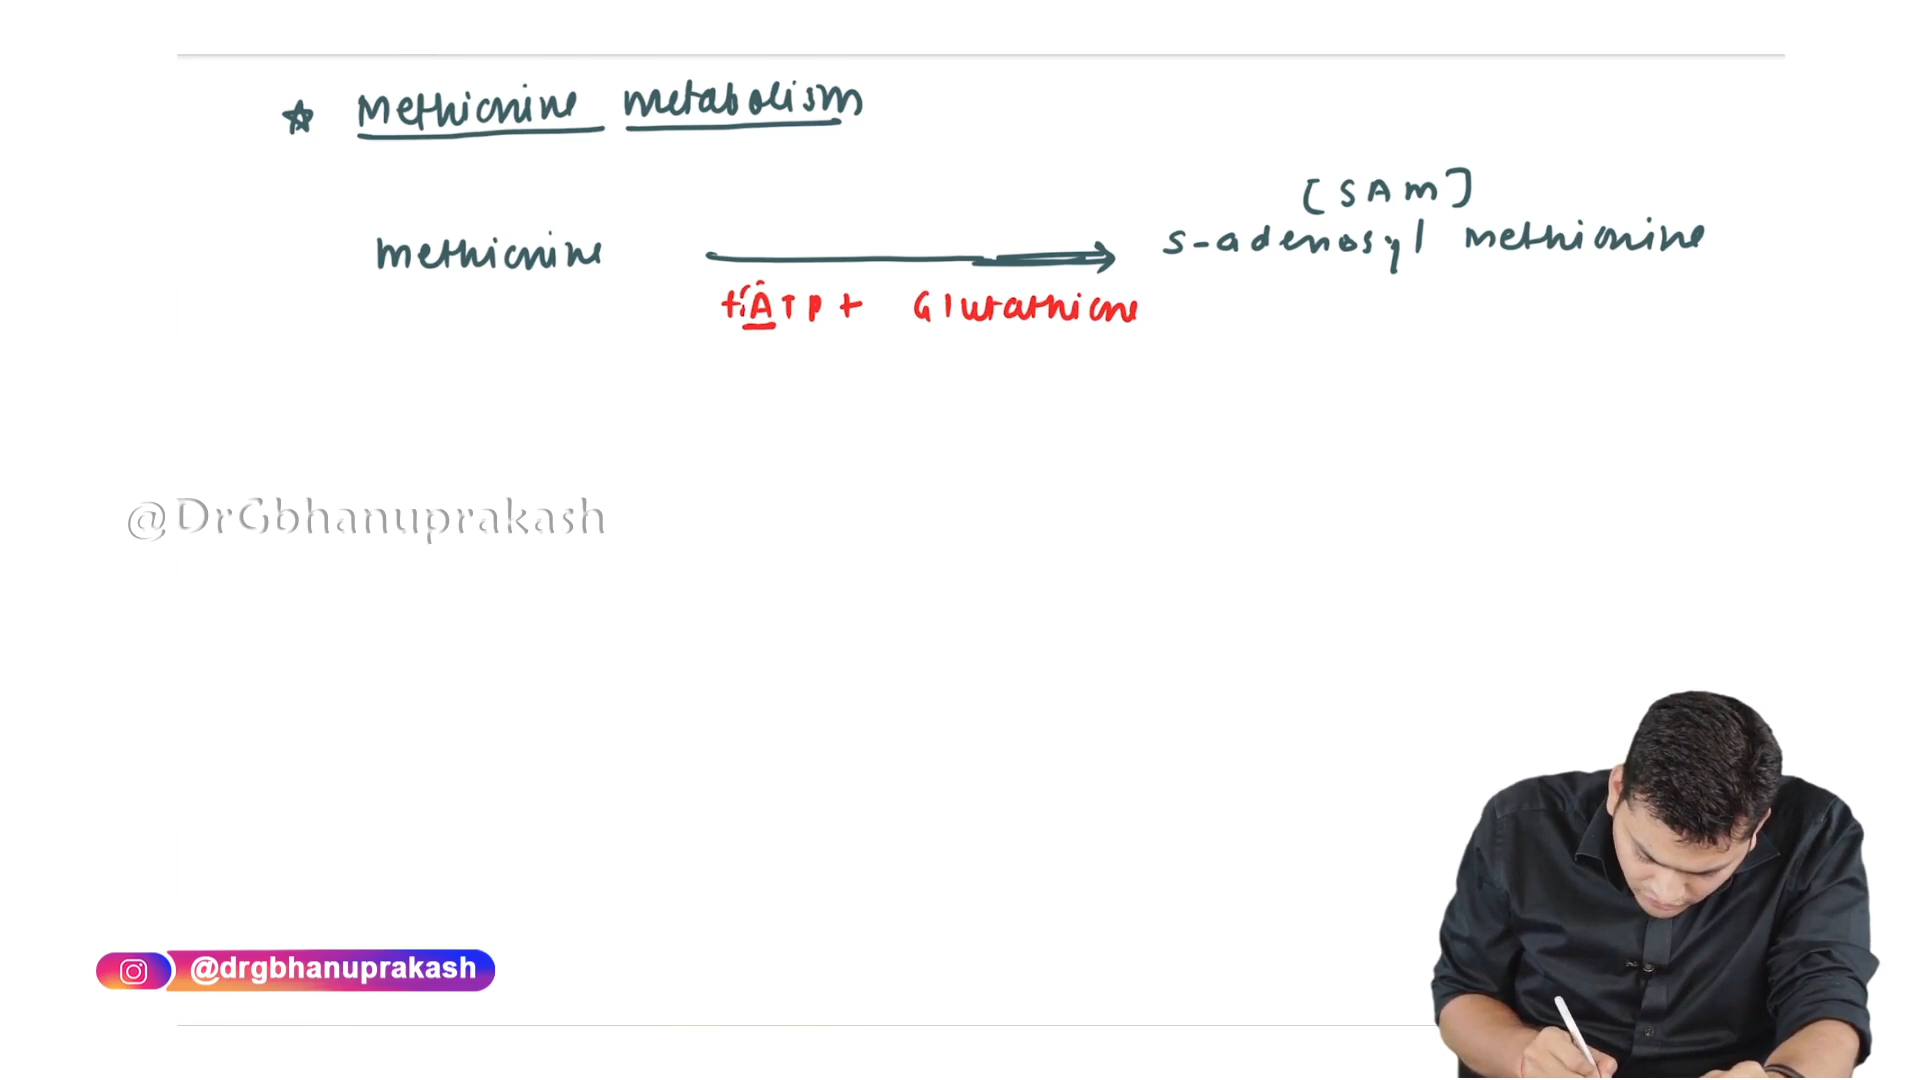 ☆ Methionine metabolism
[SAM]
methionine → s-adenosyl methionine
+ ATP + Glutathione
@DrGbhanuprakash
@drgbhanuprakash